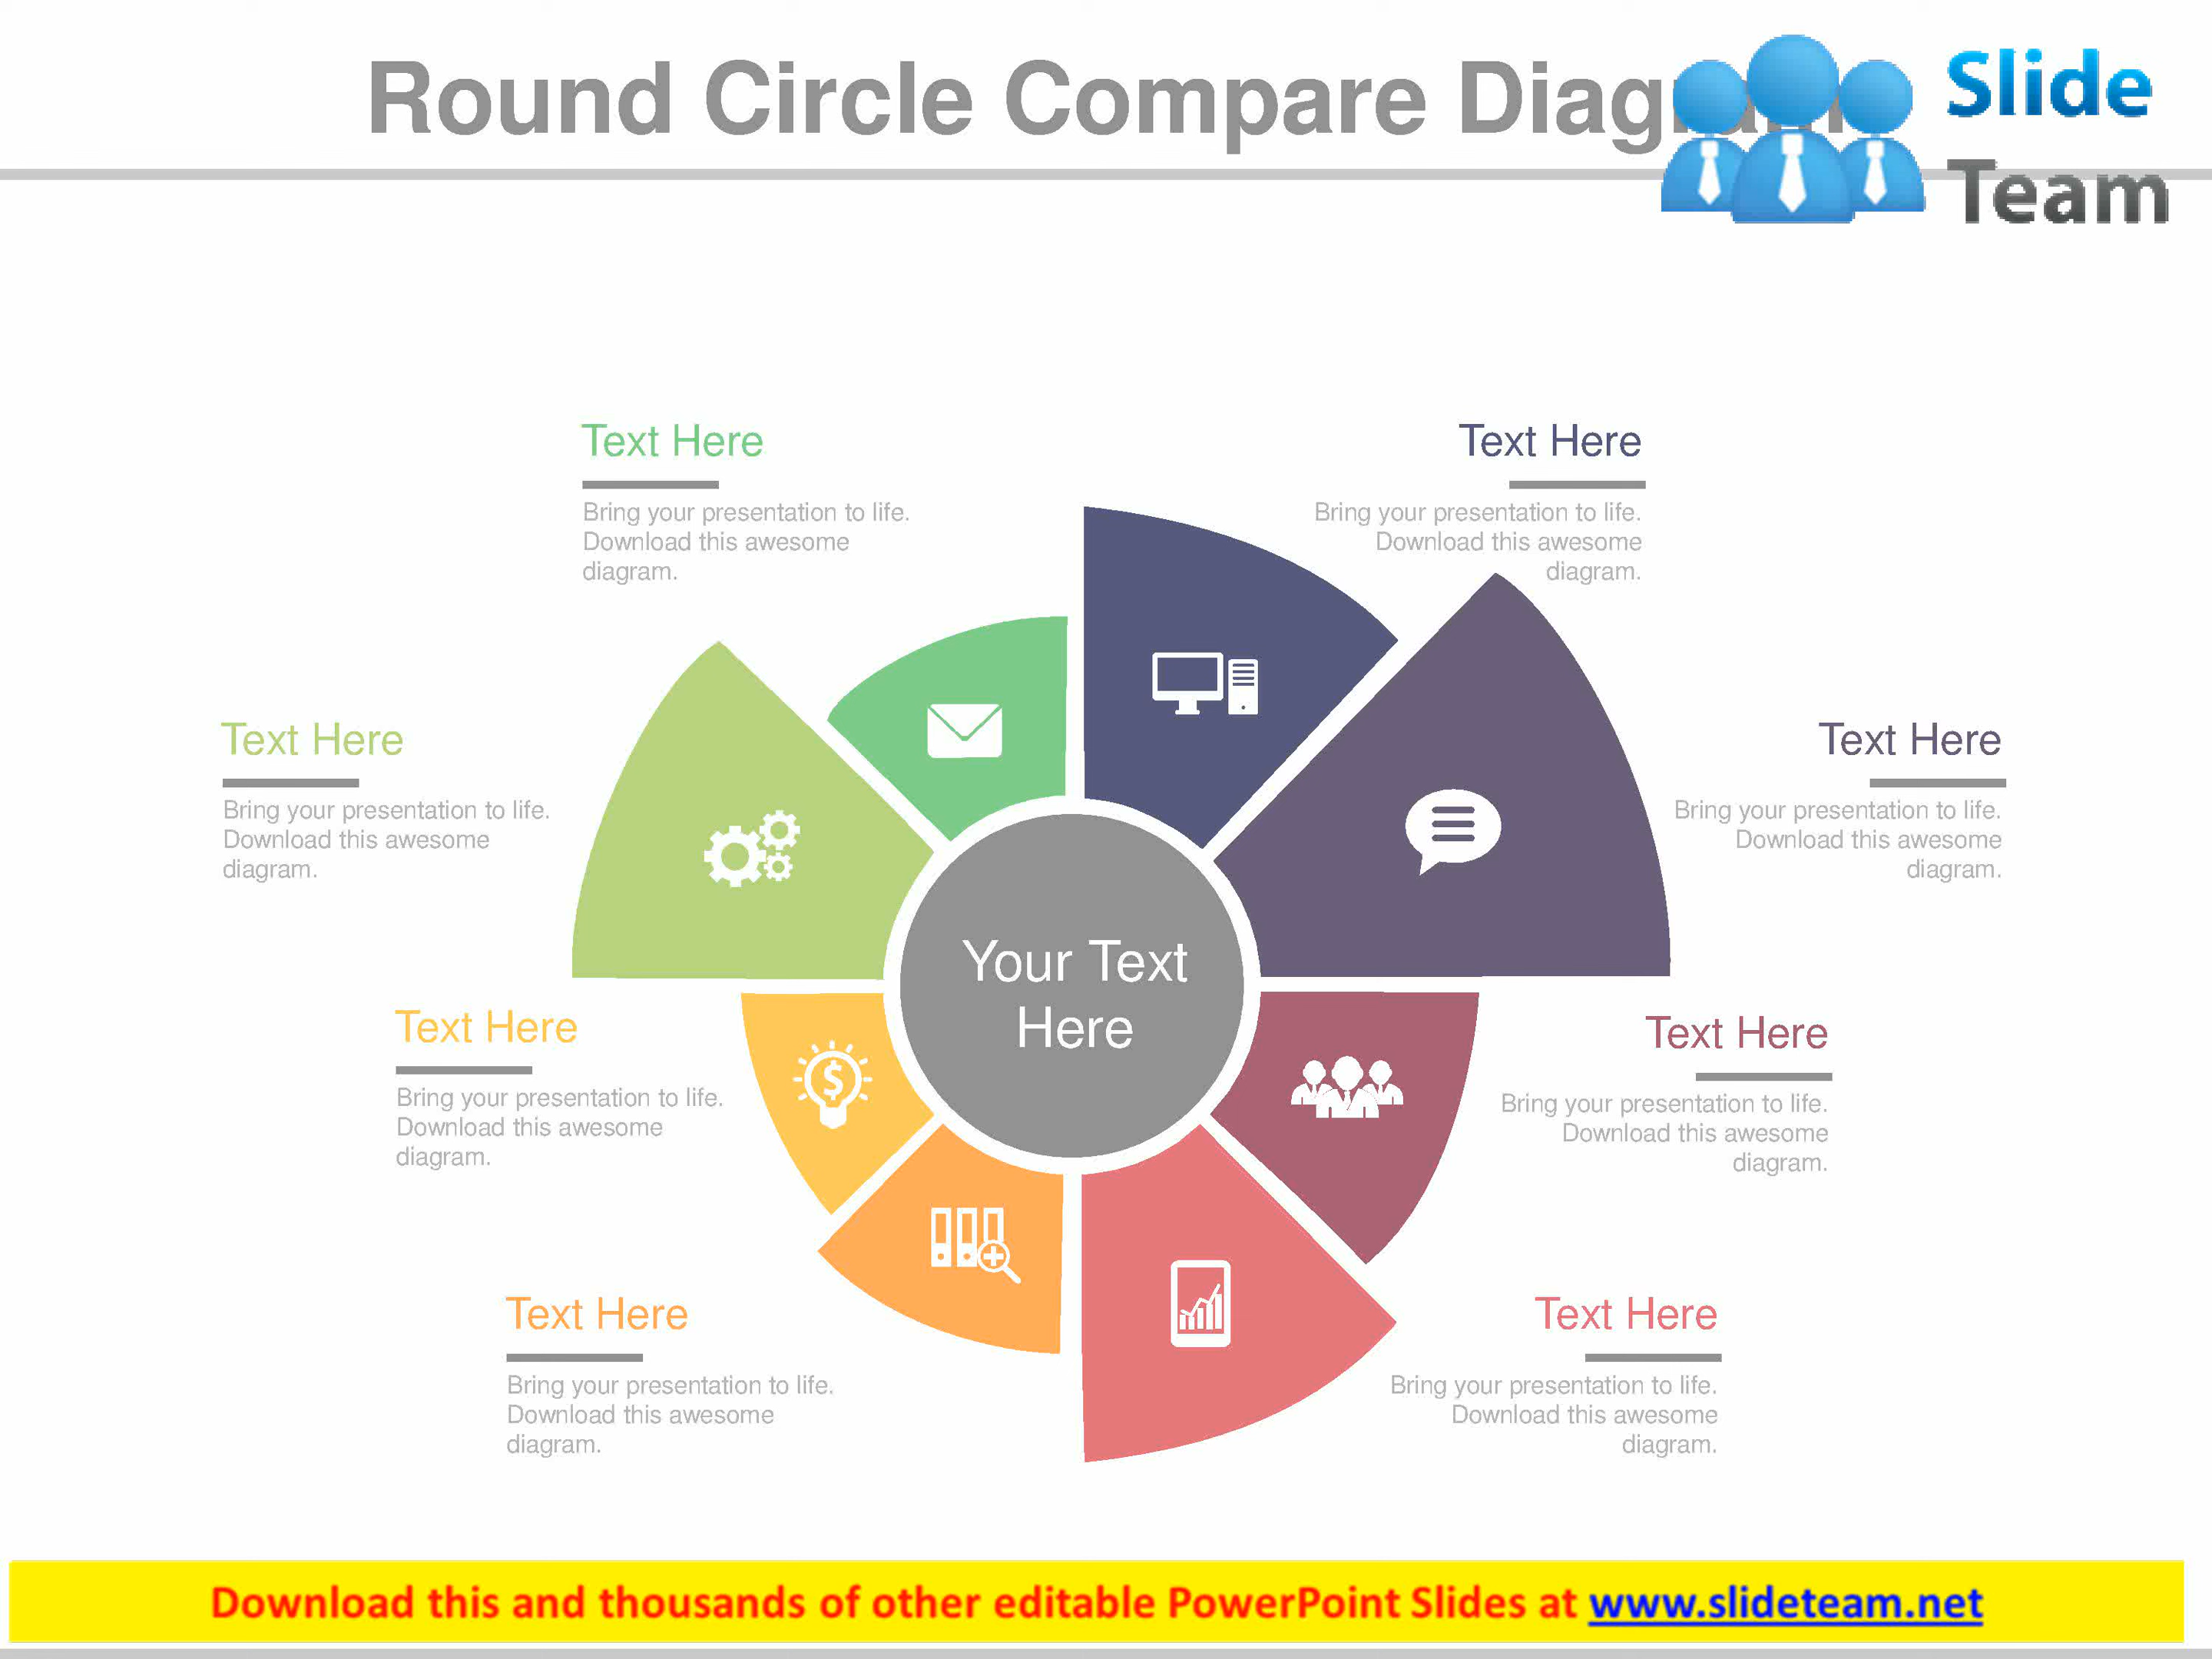 Round Circle Compare Diagram
Slide
Team
Text Here
Bring your presentation to life.
Download this awesome
diagram.
Text Here
Bring your presentation to life.
Download this awesome
diagram.
Text Here
Bring your presentation to life.
Download this awesome
diagram.
Text Here
Bring your presentation to life.
Download this awesome
diagram.
Your Text
Here
Text Here
Bring your presentation to life.
Download this awesome
diagram.
Text Here
Bring your presentation to life.
Download this awesome
diagram.
Text Here
Bring your presentation to life.
Download this awesome
diagram.
Text Here
Bring your presentation to life.
Download this awesome
diagram.
Download this and thousands of other editable PowerPoint Slides at www.slideteam.net